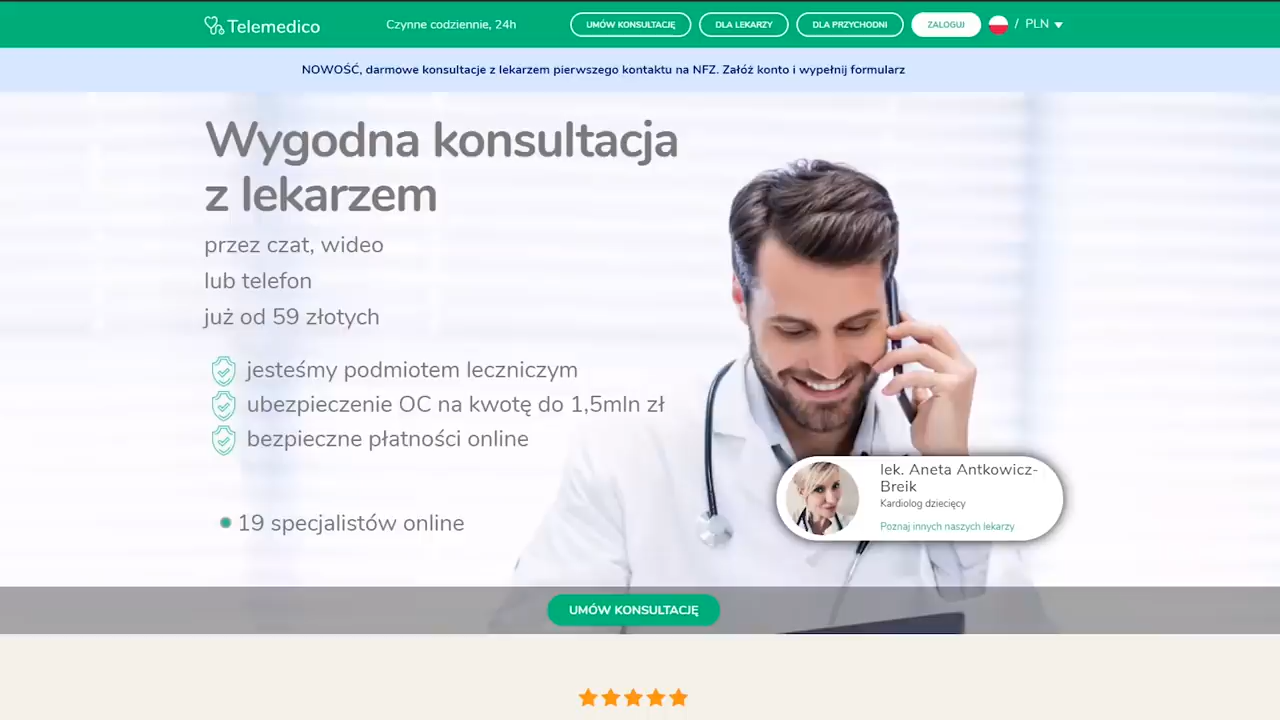 Telemedico
Czynne codziennie, 24h
UMÓW KONSULTACJĘ
DLA LEKARZY
DLA PRZYCHODNI
ZALOGUJ
/ PLN
NOWOŚĆ, darmowe konsultacje z lekarzem pierwszego kontaktu na NFZ. Załóż konto i wypełnij formularz
Wygodna konsultacja
z lekarzem
przez czat, wideo
lub telefon
już od 59 złotych
jesteśmy podmiotem leczniczym
ubezpieczenie OC na kwotę do 1,5mln zł
bezpieczne płatności online
19 specjalistów online
lek. Aneta Antkowicz-
Breik
Kardiolog dziecięcy
Poznaj innych naszych lekarzy
UMÓW KONSULTACJĘ